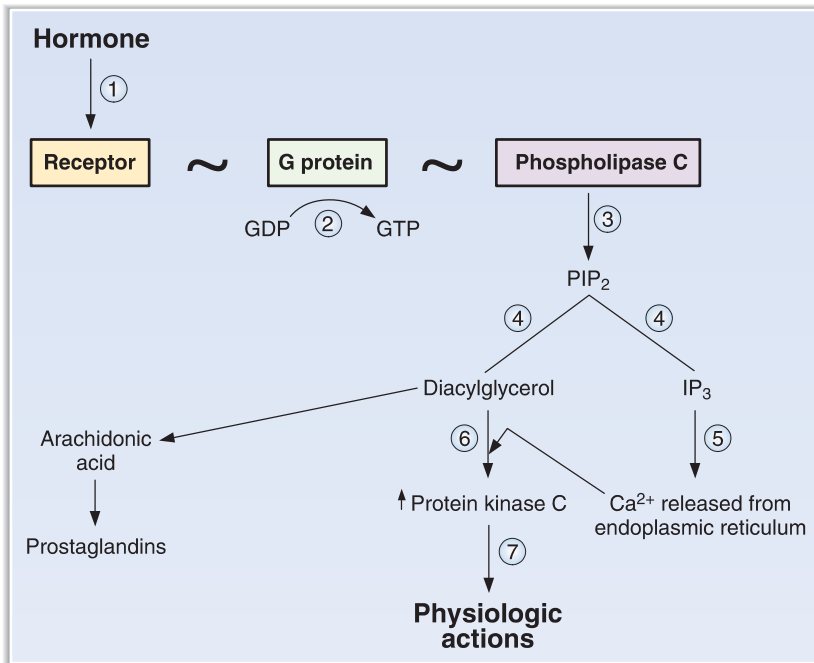 Hormone
1
Receptor ~ G protein ~ Phospholipase C
GDP 2 GTP
3
PIP₂
4 4
Diacylglycerol IP₃
Arachidonic
acid
6 5
Protein kinase C
Ca²⁺ released from
endoplasmic reticulum
Prostaglandins
7
Physiologic
actions